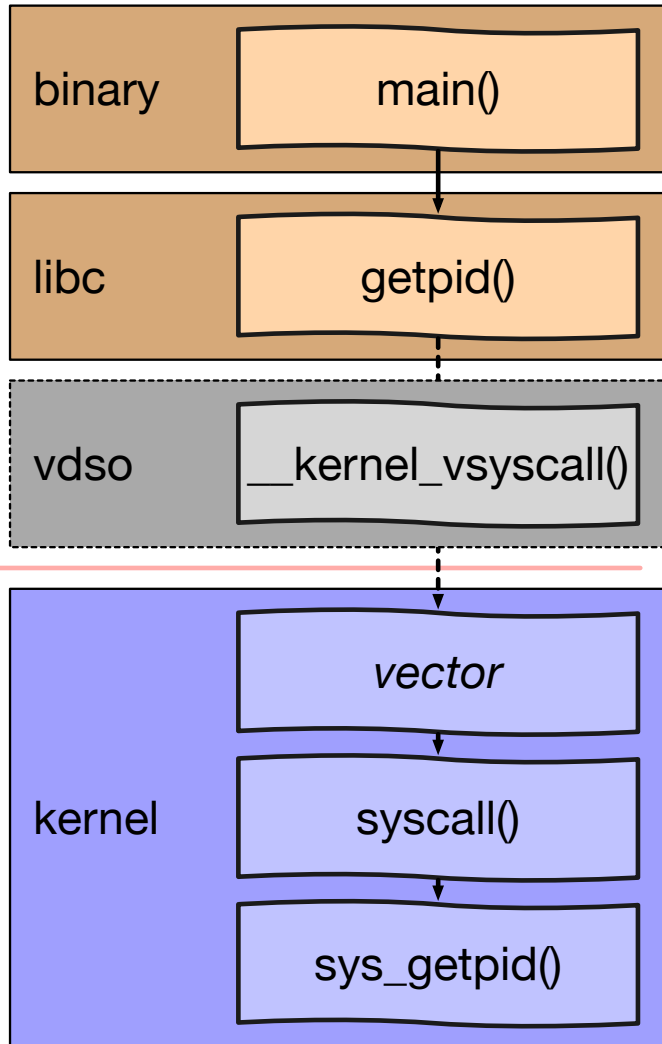 binary main()
libc getpid()
vdso __kernel_vsyscall()
vector
kernel syscall()
sys_getpid()